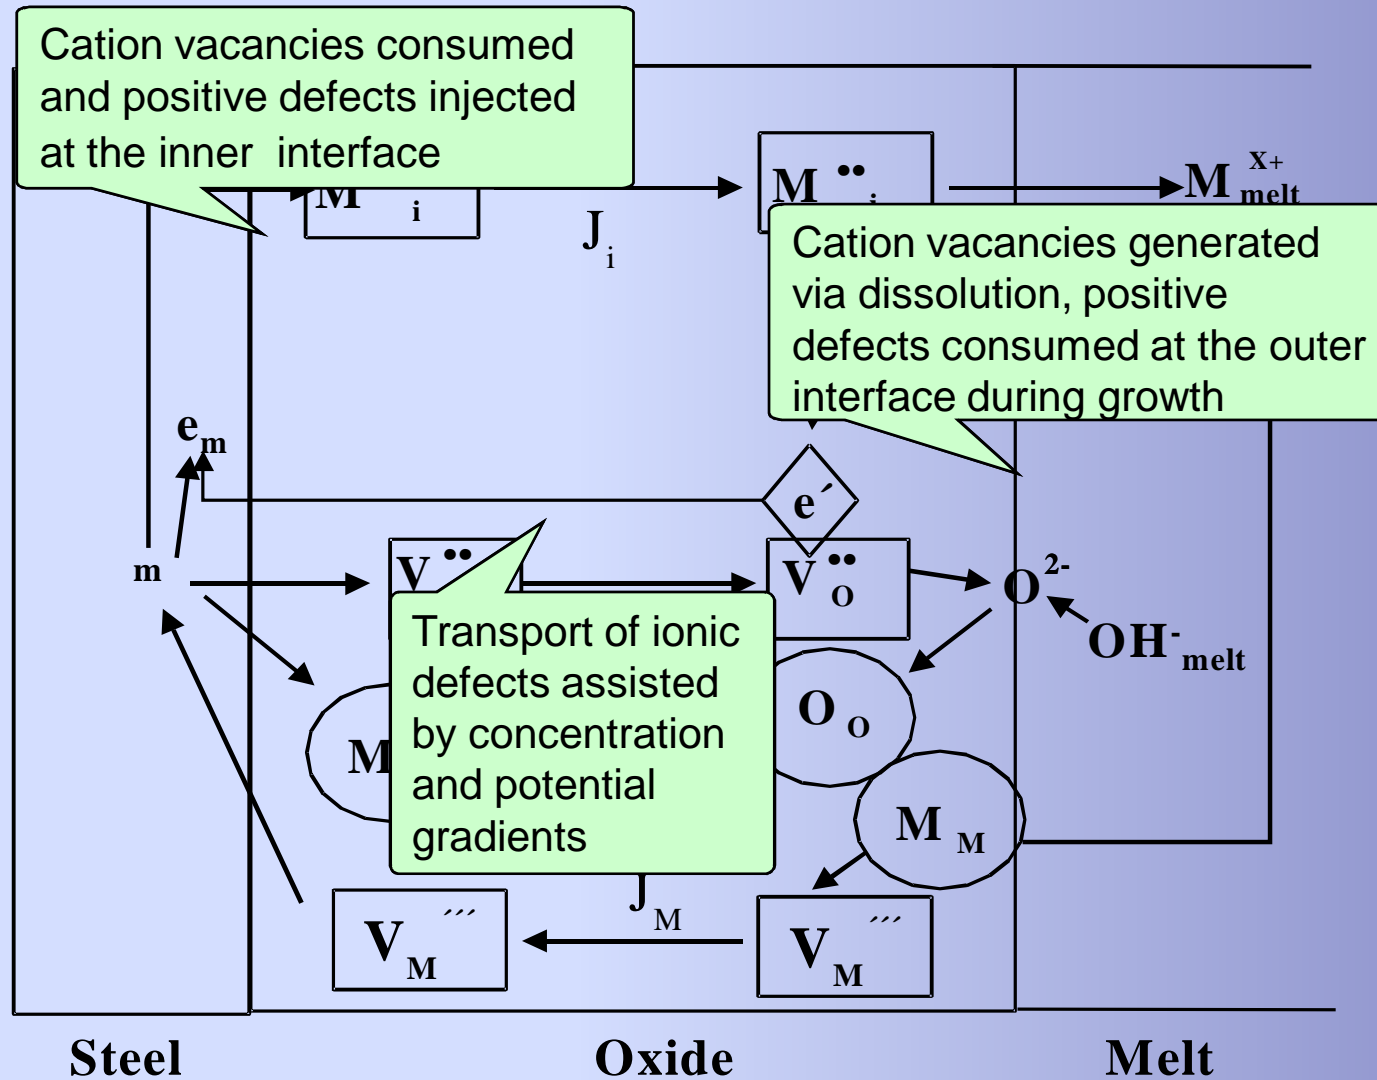 Cation vacancies consumed
and positive defects injected
at the inner interface
M i
J i
M •• i
M X+ melt
Cation vacancies generated
via dissolution, positive
defects consumed at the outer
interface during growth
e m
e´
m
V ••
V •• O
O 2-
OH - melt
Transport of ionic
defects assisted
by concentration
and potential
gradients
M
O O
M M
J M
V M ´´´
V M ´´´
Steel Oxide Melt